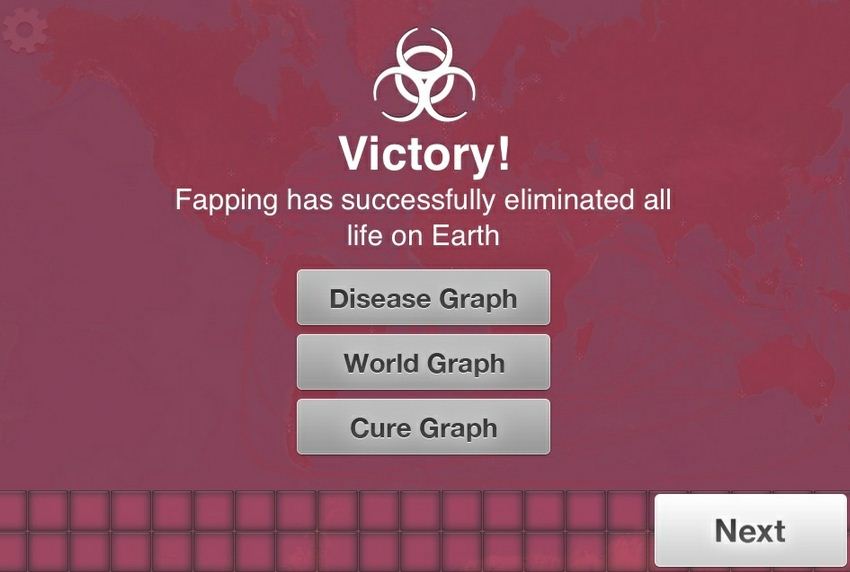 Victory!
Fapping has successfully eliminated all
life on Earth
Disease Graph
World Graph
Cure Graph
Next